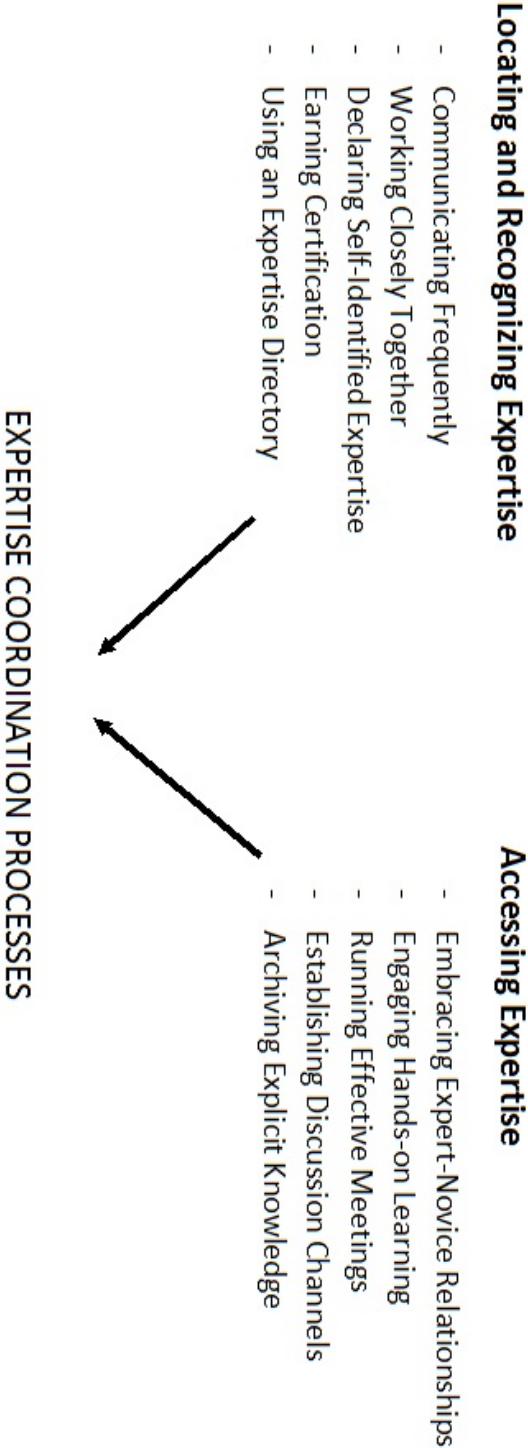 Locating and Recognizing Expertise
- Communicating Frequently
- Working Closely Together
- Declaring Self-Identified Expertise
- Earning Certification
- Using an Expertise Directory
Accessing Expertise
- Embracing Expert-Novice Relationships
- Engaging Hands-on Learning
- Running Effective Meetings
- Establishing Discussion Channels
- Archiving Explicit Knowledge
EXPERTISE COORDINATION PROCESSES